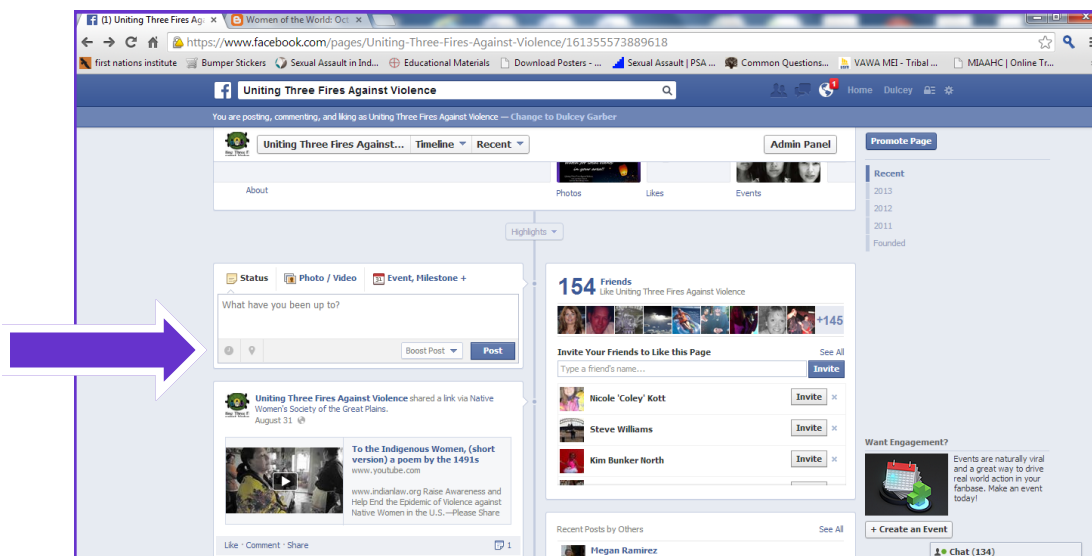 (1) Uniting Three Fires Aga
Women of the World: Oct
https://www.facebook.com/pages/Uniting-Three-Fires-Against-Violence/161355573889618
first nations institute Bumper Stickers Sexual Assault in Ind... Educational Materials Download Posters - ... Sexual Assault | PSA ... Common Questions... VAWA MEI - Tribal ... MIAAHC | Online Tr...
Uniting Three Fires Against Violence
1
Home Dulcey
You are posting, commenting, and liking as Uniting Three Fires Against Violence — Change to Dulcey Garber
Uniting Three Fires Against... Timeline Recent
Admin Panel
Promote Page
About
Photos Likes Events
Recent
2013
2012
2011
Founded
Highlights
Status Photo / Video 31 Event, Milestone +
What have you been up to?
Boost Post Post
154 Friends
Like Uniting Three Fires Against Violence
+145
Invite Your Friends to Like this Page See All
Type a friend's name... Invite
Nicole 'Coley' Kott Invite
Steve Williams Invite
Kim Bunker North Invite
Uniting Three Fires Against Violence shared a link via Native
Women's Society of the Great Plains.
August 31
To the Indigenous Women, (short
version) a poem by the 1491s
www.youtube.com
www.indianlaw.org Raise Awareness and
Help End the Epidemic of Violence against
Native Women in the U.S.—Please Share
Like · Comment · Share 1
Recent Posts by Others See All
Megan Ramirez
Want Engagement?
Events are naturally viral
and a great way to drive
real world action in your
fanbase. Make an event
today!
+ Create an Event
Chat (134)